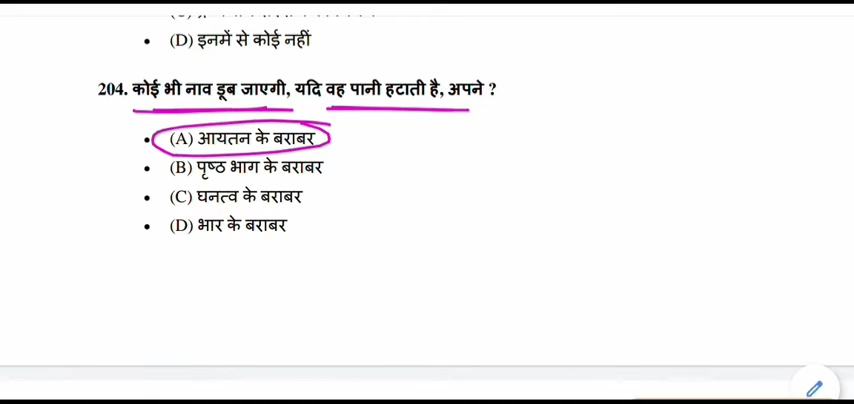 • (D) इनमें से कोई नहीं
204. कोई भी नाव डूब जाएगी, यदि वह पानी हटाती है, अपने ?
• (A) आयतन के बराबर
• (B) पृष्ठ भाग के बराबर
• (C) घनत्व के बराबर
• (D) भार के बराबर